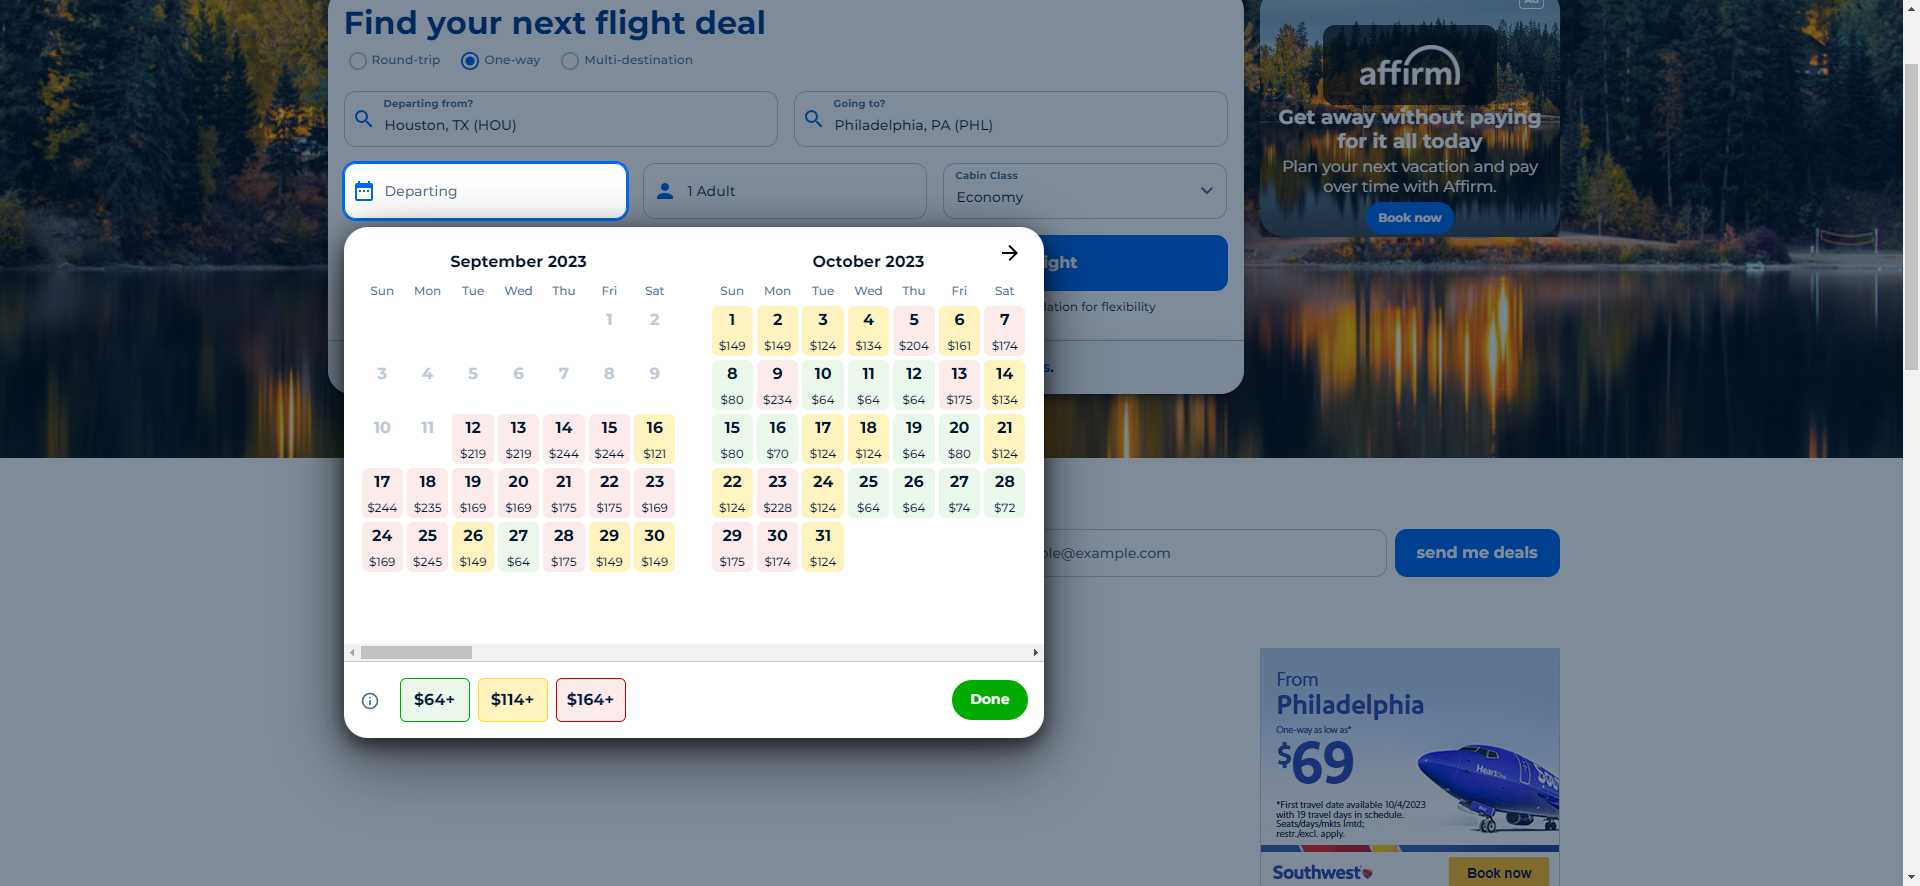 Find your next flight deal
Round-trip
One-way
Multi-destination
Departing from?
Houston, TX (HOU)
Going to?
Philadelphia, PA (PHL)
Departing
1 Adult
Cabin Class
Economy
September 2023
Sun Mon Tue Wed Thu Fri Sat
1 2
3 4 5 6 7 8 9
10 11 12 13 14 15 16
$219 $219 $244 $244 $121
17 18 19 20 21 22 23
$244 $235 $169 $169 $175 $175 $169
24 25 26 27 28 29 30
$169 $245 $149 $64 $175 $149 $149
October 2023
Sun Mon Tue Wed Thu Fri Sat
1 2 3 4 5 6 7
$149 $149 $124 $134 $204 $161 $174
8 9 10 11 12 13 14
$80 $234 $64 $64 $64 $175 $134
15 16 17 18 19 20 21
$80 $70 $124 $124 $64 $80 $124
22 23 24 25 26 27 28
$124 $228 $124 $64 $64 $74 $72
29 30 31
$175 $174 $124
$64+
$114+
$164+
Done
for flexibility
send me deals
affirm
Get away without paying
for it all today
Plan your next vacation and pay
over time with Affirm.
Book now
From
Philadelphia
One-way as low as*
$69
*First travel date available 10/4/2023
with 19 travel days in schedule.
Seats/days/mkts lmtd;
restr./excl. apply.
Southwest
Book now